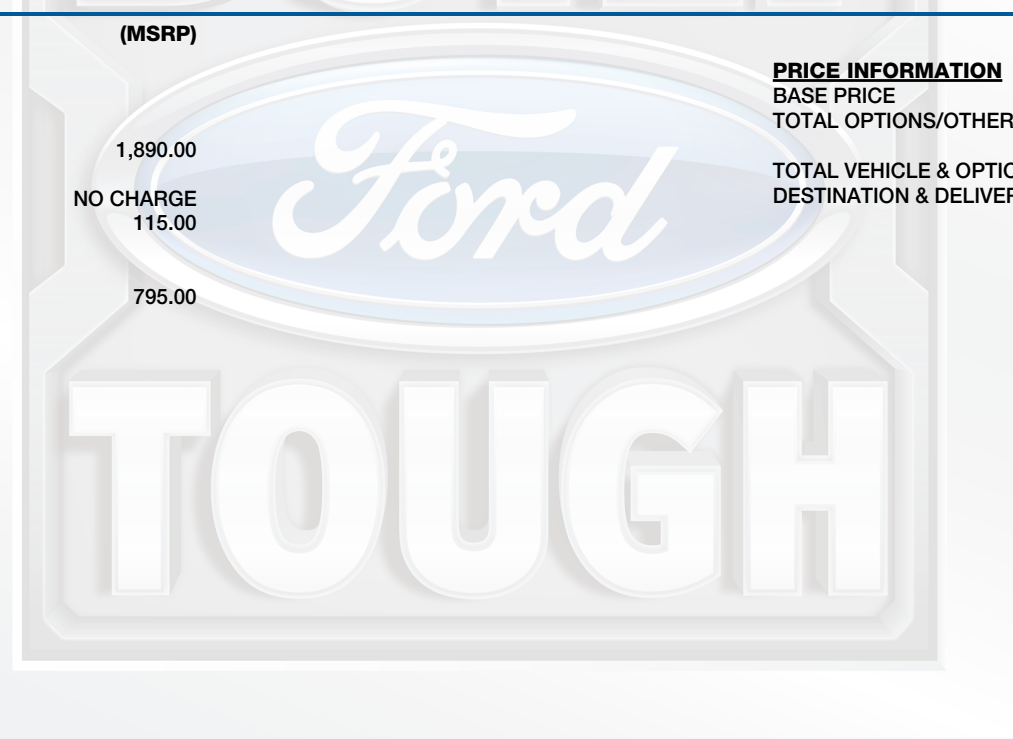 (MSRP)
1,890.00
NO CHARGE
115.00
795.00
PRICE INFORMATION
BASE PRICE
TOTAL OPTIONS/OTHER
TOTAL VEHICLE & OPTIO
DESTINATION & DELIVER
Ford
TOUGH